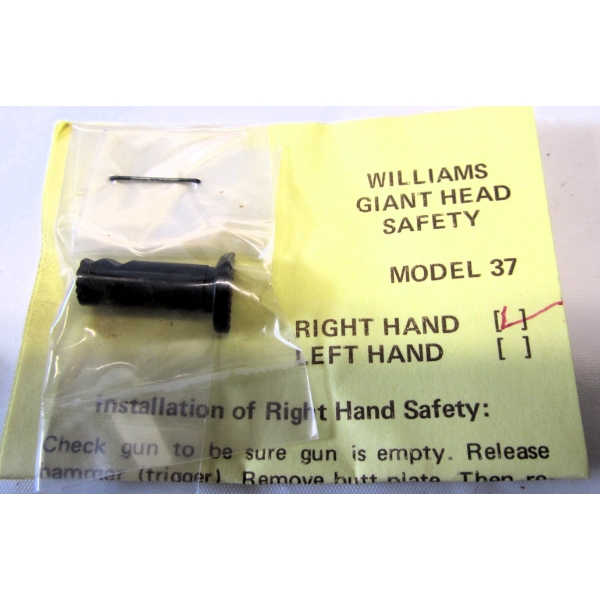 WILLIAMS
GIANT HEAD
SAFETY
MODEL 37
RIGHT HAND [✓]
LEFT HAND [ ]
Installation of Right Hand Safety:
Check gun to be sure gun is empty. Release
hammer (trigger). Remove butt plate. Then re-